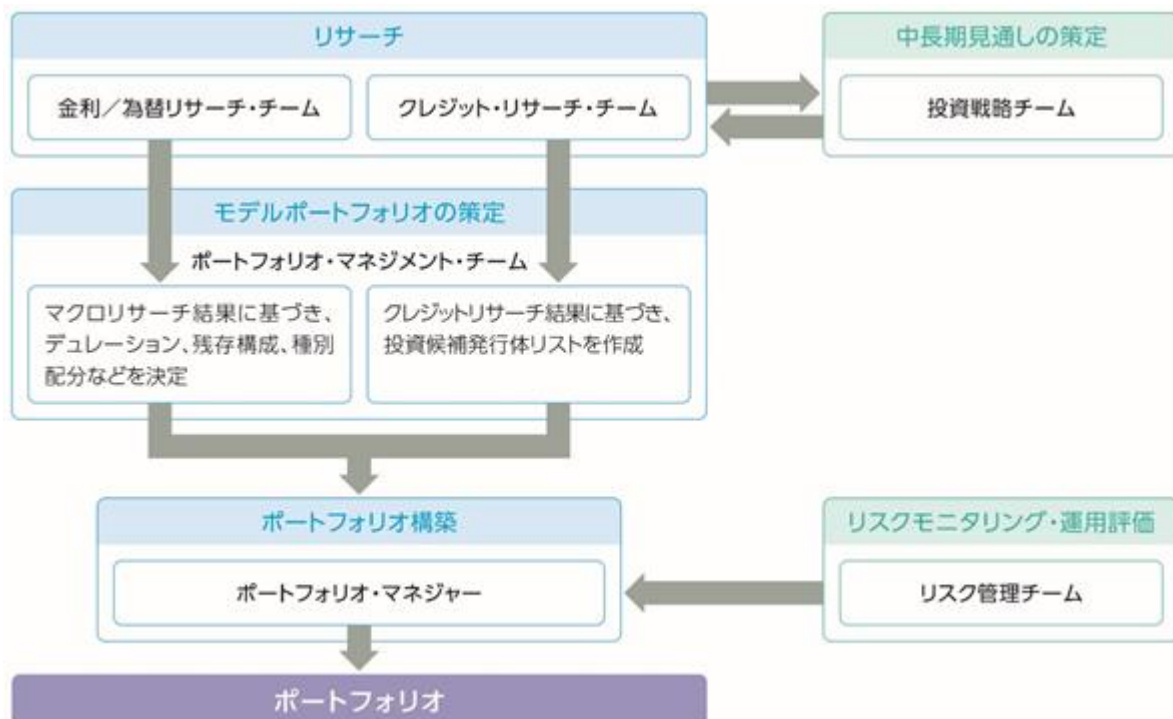 リサーチ
中長期見通しの策定
金利／為替リサーチ・チーム
クレジット・リサーチ・チーム
投資戦略チーム
モデルポートフォリオの策定
ポートフォリオ・マネジメント・チーム
マクロリサーチ結果に基づき、
デュレーション、残存構成、種別
配分などを決定
クレジットリサーチ結果に基づき、
投資候補発行体リストを作成
ポートフォリオ構築
リスクモニタリング・運用評価
ポートフォリオ・マネジャー
リスク管理チーム
ポートフォリオ